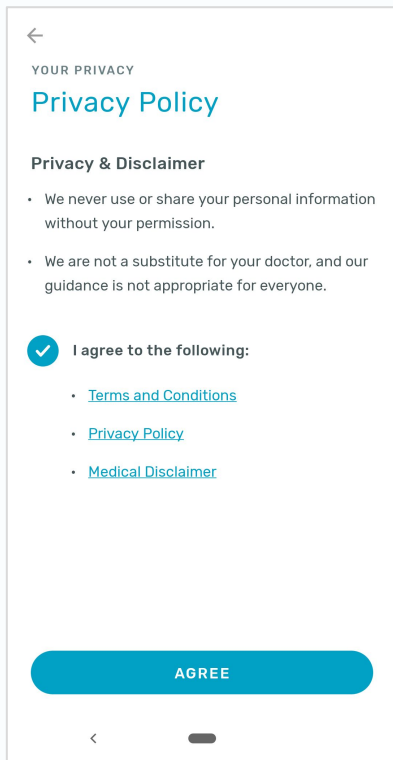 YOUR PRIVACY
Privacy Policy
Privacy & Disclaimer
• We never use or share your personal information
without your permission.
• We are not a substitute for your doctor, and our
guidance is not appropriate for everyone.
I agree to the following:
• Terms and Conditions
• Privacy Policy
• Medical Disclaimer
AGREE